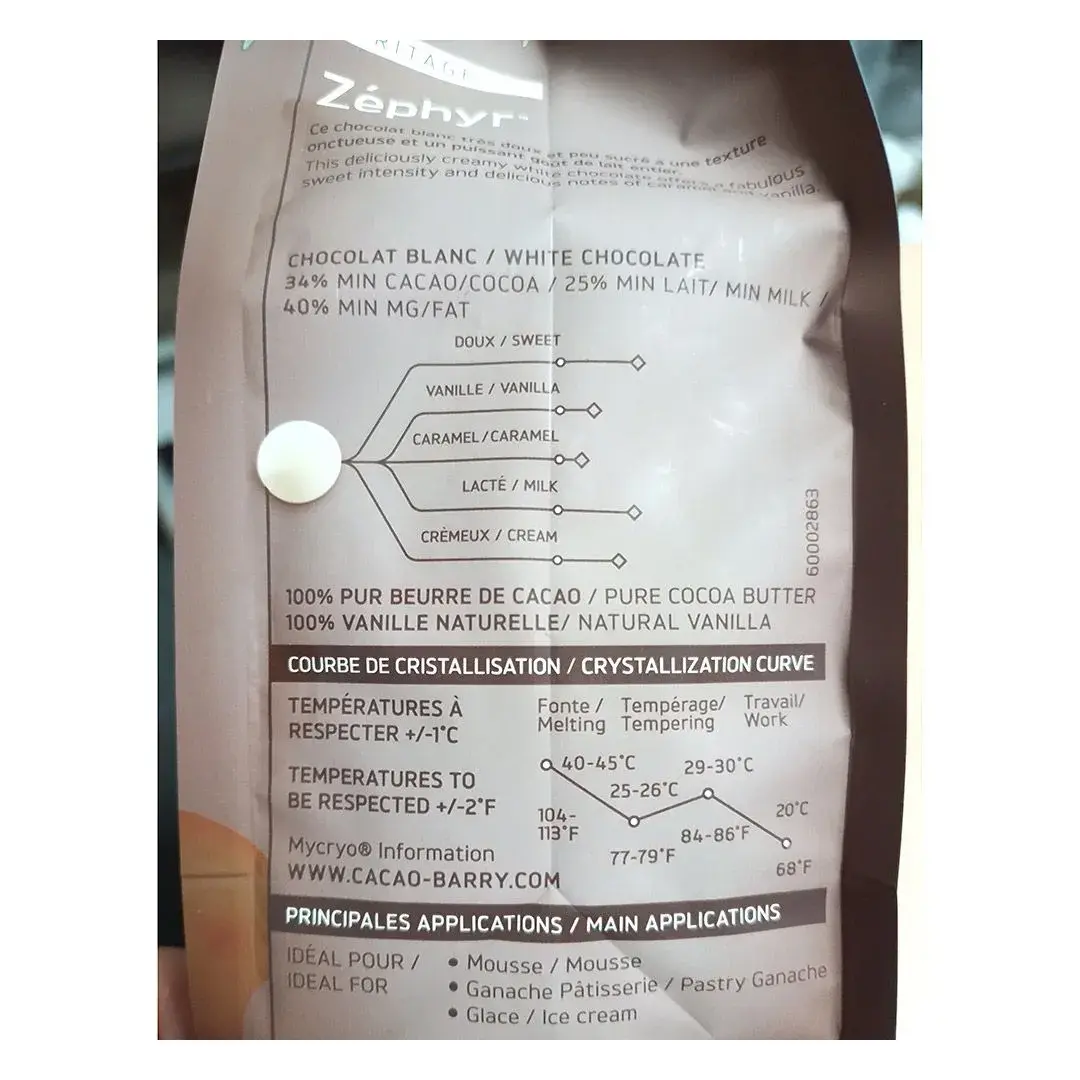 RITAGE
Zéphyr™
Ce chocolat blanc très doux et peu sucré a une texture
onctueuse et un puissant goût de lait entier.
This deliciously creamy white chocolate offers a fabulous
sweet intensity and delicious notes of caramel and vanilla.
CHOCOLAT BLANC / WHITE CHOCOLATE
34% MIN CACAO/COCOA / 25% MIN LAIT/ MIN MILK /
40% MIN MG/FAT
DOUX / SWEET
VANILLE / VANILLA
CARAMEL/CARAMEL
LACTÉ / MILK
CRÈMEUX / CREAM
60002863
100% PUR BEURRE DE CACAO / PURE COCOA BUTTER
100% VANILLE NATURELLE/ NATURAL VANILLA
COURBE DE CRISTALLISATION / CRYSTALLIZATION CURVE
TEMPÉRATURES À
RESPECTER +/-1°C
TEMPERATURES TO
BE RESPECTED +/-2°F
Fonte / Tempérage/ Travail/
Melting Tempering Work
40-45°C 29-30°C
25-26°C 20°C
104-
113°F 84-86°F
77-79°F 68°F
Mycryo® Information
WWW.CACAO-BARRY.COM
PRINCIPALES APPLICATIONS / MAIN APPLICATIONS
IDÉAL POUR /
IDEAL FOR
• Mousse / Mousse
• Ganache Pâtisserie / Pastry Ganache
• Glace / Ice cream